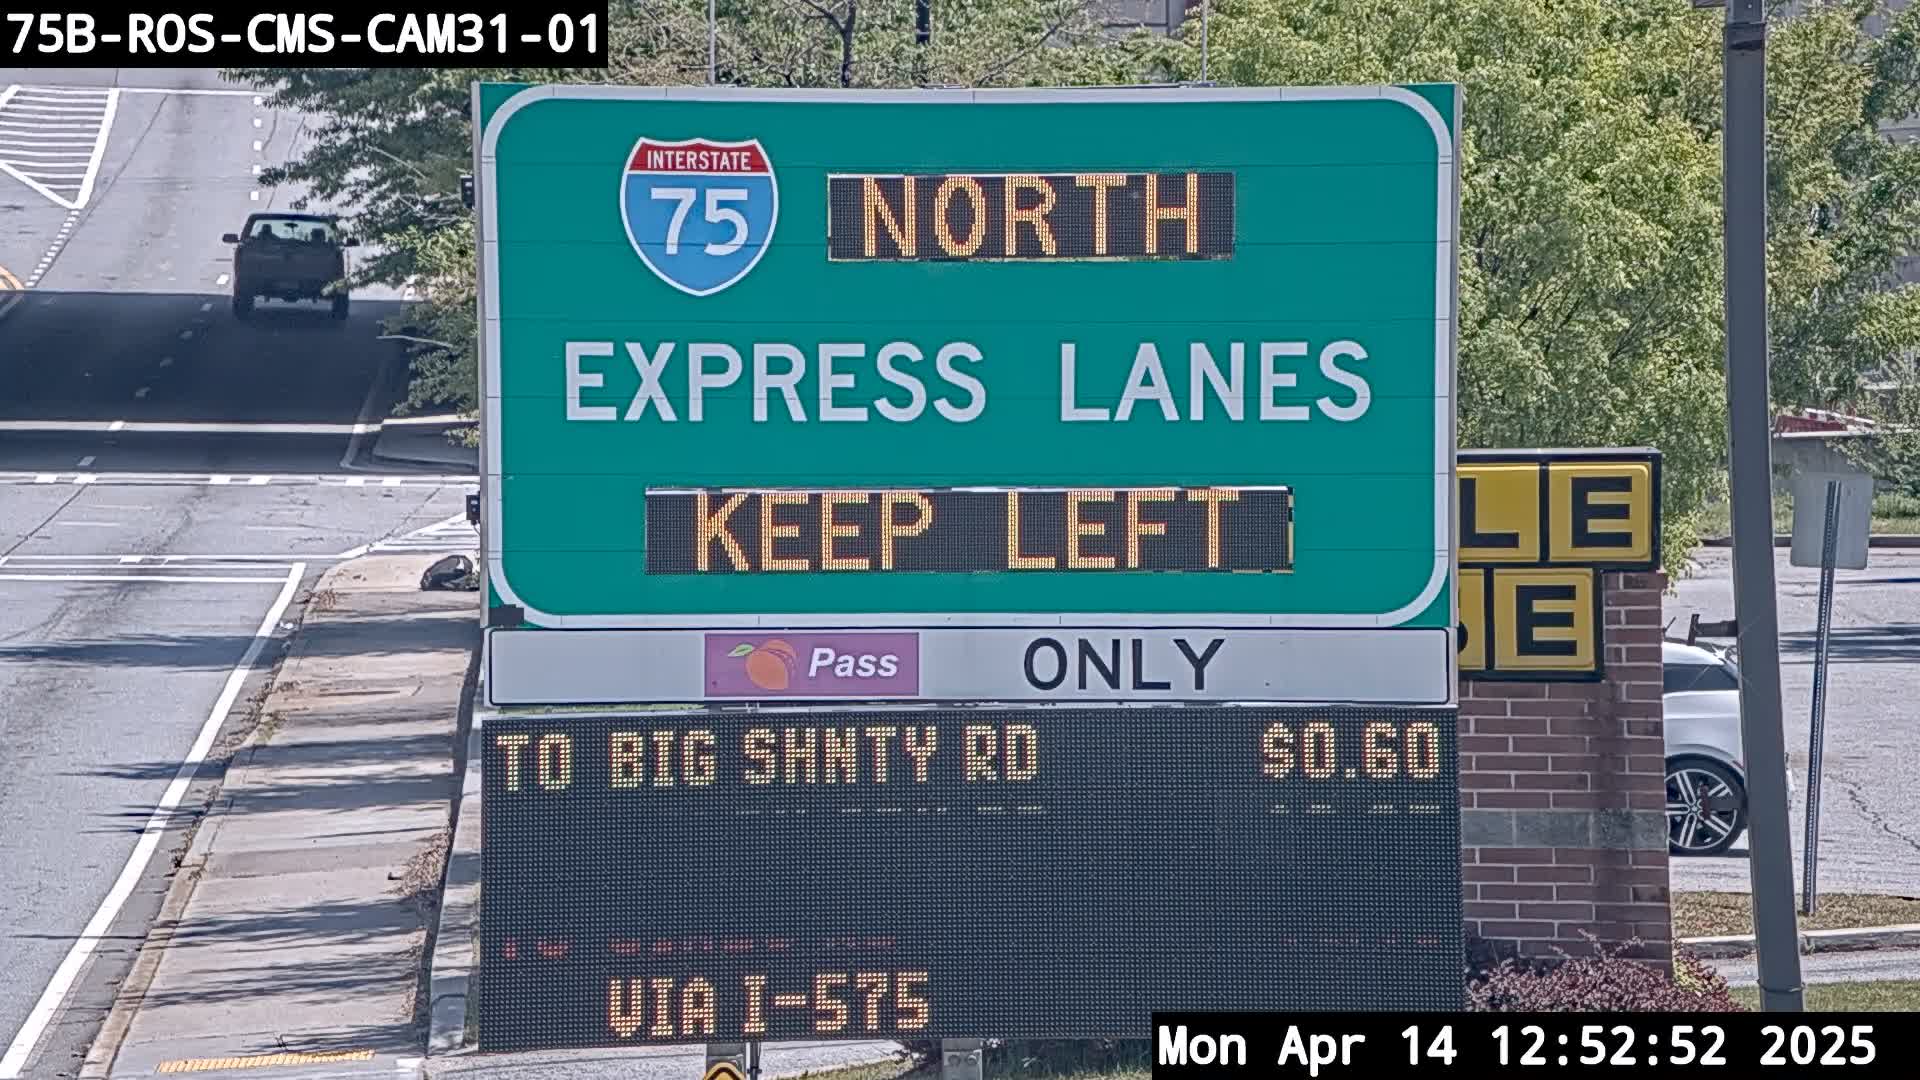 75B-ROS-CMS-CAM31-01
INTERSTATE
75
NORTH
EXPRESS LANES
KEEP LEFT
LE
E
Pass ONLY
TO BIG SHNTY RD $0.60
VIA I-575
Mon Apr 14 12:52:52 2025